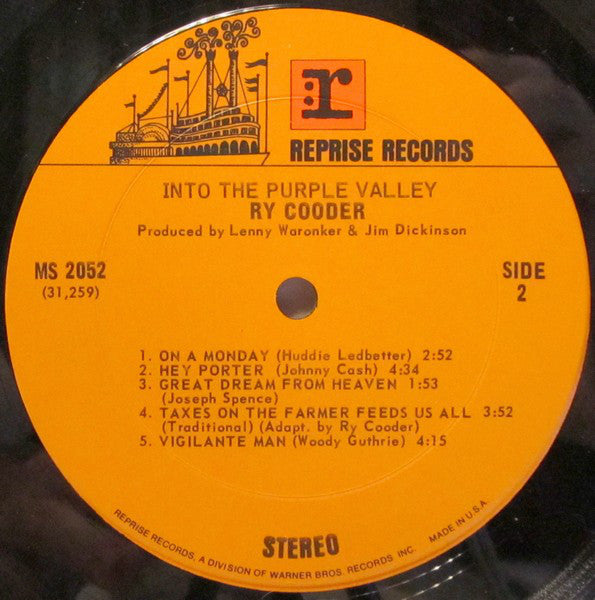 :r
REPRISE RECORDS
INTO THE PURPLE VALLEY
RY COODER
Produced by Lenny Waronker & Jim Dickinson
MS 2052
(31,259)
SIDE
2
1. ON A MONDAY (Huddie Ledbetter) 2:52
2. HEY PORTER (Johnny Cash) 4:34
3. GREAT DREAM FROM HEAVEN 1:53
(Joseph Spence)
4. TAXES ON THE FARMER FEEDS US ALL 3:52
(Traditional) (Adapt. by Ry Cooder)
5. VIGILANTE MAN (Woody Guthrie) 4:15
STEREO
REPRISE RECORDS, A DIVISION OF WARNER BROS. RECORDS INC. MADE IN U.S.A.